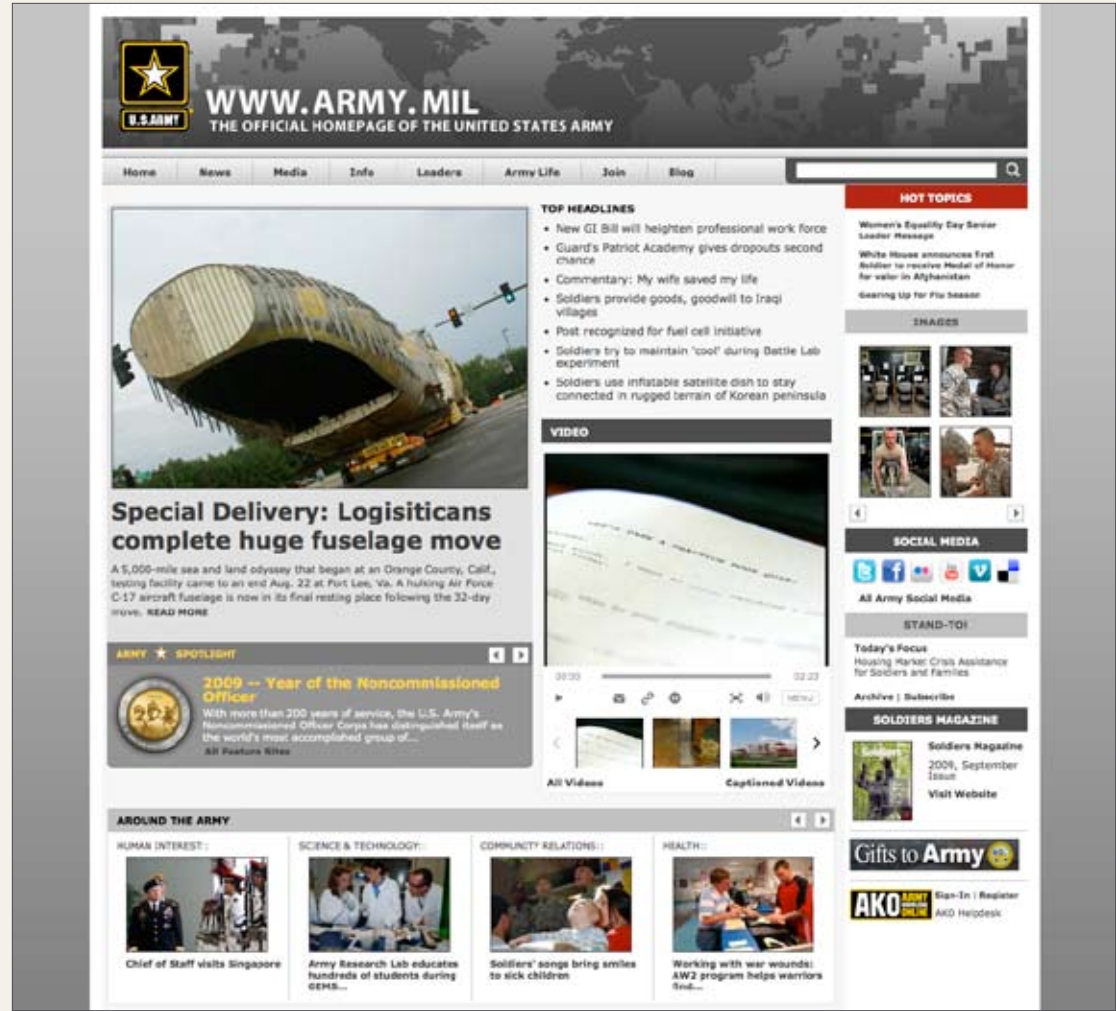 U.S.ARMY
WWW.ARMY.MIL
THE OFFICIAL HOMEPAGE OF THE UNITED STATES ARMY
Home News Media Info Leaders Army Life Join Blog
Special Delivery: Logisiticans
complete huge fuselage move
A 5,000-mile sea and land odyssey that began at an Orange County, Calif.,
testing facility came to an end Aug. 22 at Fort Lee, Va. A hulking Air Force
C-17 aircraft fuselage is now in its final resting place following the 32-day
move. READ MORE
ARMY SPOTLIGHT
2009 -- Year of the Noncommissioned
Officer
With more than 200 years of service, the U.S. Army's
Noncommissioned Officer Corps has distinguished itself as
the world's most accomplished group of...
All Feature Sites
TOP HEADLINES
• New GI Bill will heighten professional work force
• Guard's Patriot Academy gives dropouts second
chance
• Commentary: My wife saved my life
• Soldiers provide goods, goodwill to Iraqi
villages
• Post recognized for fuel cell initiative
• Soldiers try to maintain 'cool' during Battle Lab
experiment
• Soldiers use inflatable satellite dish to stay
connected in rugged terrain of Korean peninsula
VIDEO
00:00 02:23
MENU
All Videos Captioned Videos
HOT TOPICS
Women's Equality Day Senior
Leader Message
White House announces first
Soldier to receive Medal of Honor
for valor in Afghanistan
Gearing Up for Flu Season
IMAGES
SOCIAL MEDIA
All Army Social Media
STAND-TO!
Today's Focus
Housing Market Crisis Assistance
for Soldiers and Families
Archive | Subscribe
SOLDIERS MAGAZINE
Soldiers
Soldiers Magazine
2009, September
Issue
Visit Website
Gifts to Army
AKO ARMY KNOWLEDGE ONLINE
Sign-In | Register
AKO Helpdesk
AROUND THE ARMY
HUMAN INTEREST:: SCIENCE & TECHNOLOGY:: COMMUNITY RELATIONS:: HEALTH::
Chief of Staff visits Singapore
Army Research Lab educates
hundreds of students during
GEMS...
Soldiers' songs bring smiles
to sick children
Working with war wounds:
AW2 program helps warriors
find...